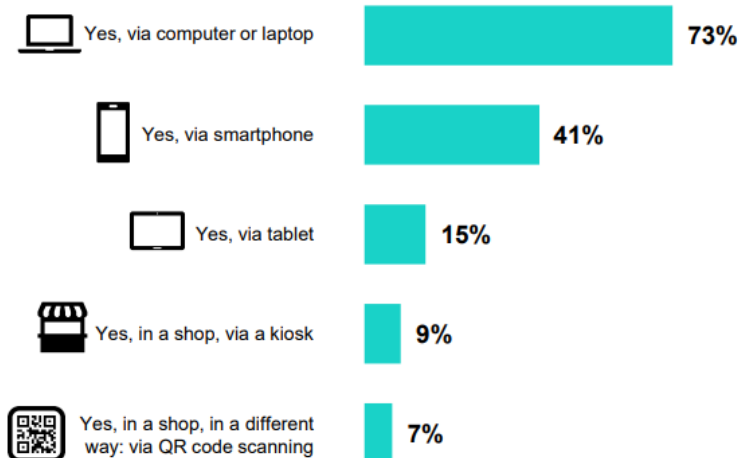 Yes, via computer or laptop 73%
Yes, via smartphone 41%
Yes, via tablet 15%
Yes, in a shop, via a kiosk 9%
Yes, in a shop, in a different
way: via QR code scanning 7%